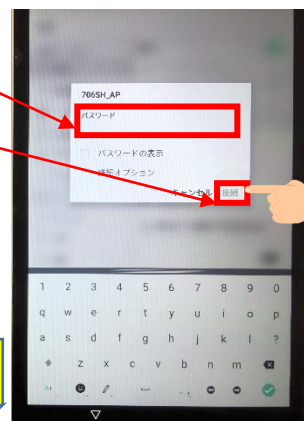 706SH_AP
パスワード
パスワードの表示
詳細オプション
キャンセル 接続
1 2 3 4 5 6 7 8 9 0
q w e r t y u i o p
a s d f g h j k l ?
z x c v b n m